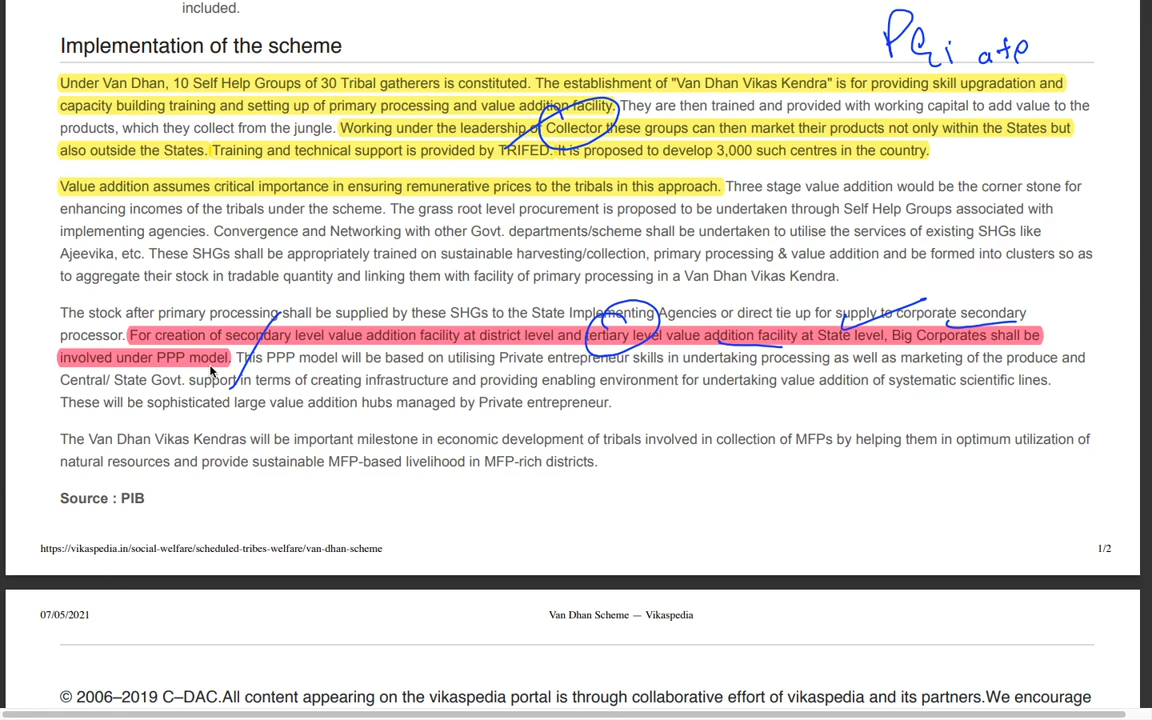 included.
Implementation of the scheme
Under Van Dhan, 10 Self Help Groups of 30 Tribal gatherers is constituted. The establishment of "Van Dhan Vikas Kendra" is for providing skill upgradation and
capacity building training and setting up of primary processing and value addition facility. They are then trained and provided with working capital to add value to the
products, which they collect from the jungle. Working under the leadership of Collector these groups can then market their products not only within the States but
also outside the States. Training and technical support is provided by TRIFED. It is proposed to develop 3,000 such centres in the country.
Value addition assumes critical importance in ensuring remunerative prices to the tribals in this approach. Three stage value addition would be the corner stone for
enhancing incomes of the tribals under the scheme. The grass root level procurement is proposed to be undertaken through Self Help Groups associated with
implementing agencies. Convergence and Networking with other Govt. departments/scheme shall be undertaken to utilise the services of existing SHGs like
Ajeevika, etc. These SHGs shall be appropriately trained on sustainable harvesting/collection, primary processing & value addition and be formed into clusters so as
to aggregate their stock in tradable quantity and linking them with facility of primary processing in a Van Dhan Vikas Kendra.
The stock after primary processing shall be supplied by these SHGs to the State Implementing Agencies or direct tie up for supply to corporate secondary
processor. For creation of secondary level value addition facility at district level and tertiary level value addition facility at State level, Big Corporates shall be
involved under PPP model. This PPP model will be based on utilising Private entrepreneur skills in undertaking processing as well as marketing of the produce and
Central/ State Govt. support in terms of creating infrastructure and providing enabling environment for undertaking value addition of systematic scientific lines.
These will be sophisticated large value addition hubs managed by Private entrepreneur.
The Van Dhan Vikas Kendras will be important milestone in economic development of tribals involved in collection of MFPs by helping them in optimum utilization of
natural resources and provide sustainable MFP-based livelihood in MFP-rich districts.
Source : PIB
https://vikaspedia.in/social-welfare/scheduled-tribes-welfare/van-dhan-scheme 1/2
07/05/2021 Van Dhan Scheme — Vikaspedia
© 2006–2019 C–DAC.All content appearing on the vikaspedia portal is through collaborative effort of vikaspedia and its partners.We encourage